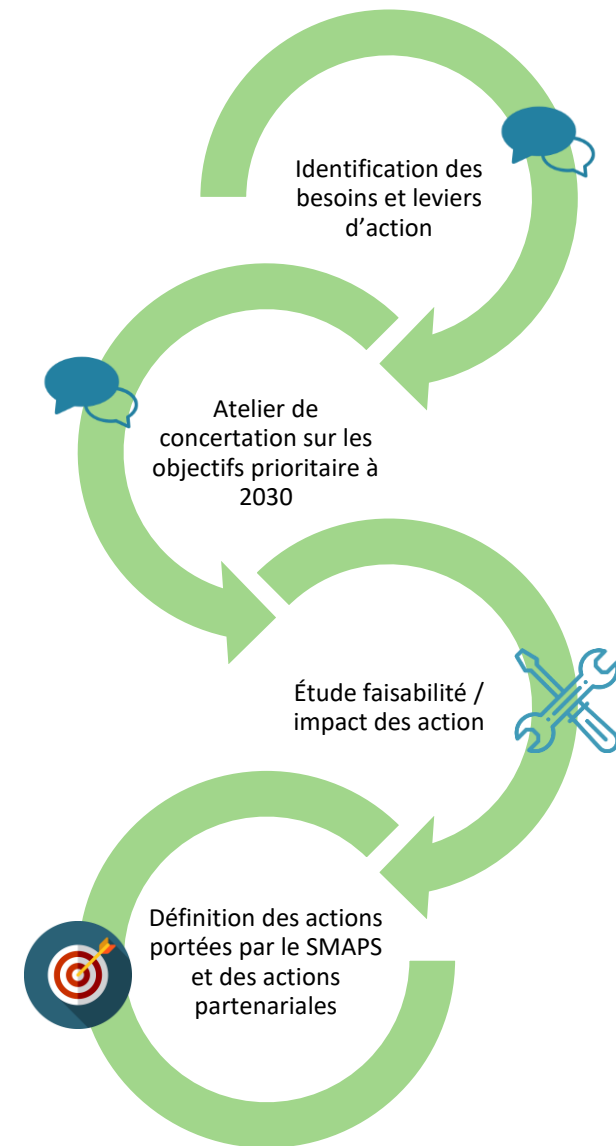 Identification des
besoins et leviers
d’action
Atelier de
concertation sur les
objectifs prioritaire à
2030
Étude faisabilité /
impact des action
Définition des actions
portées par le SMAPS
et des actions
partenariales